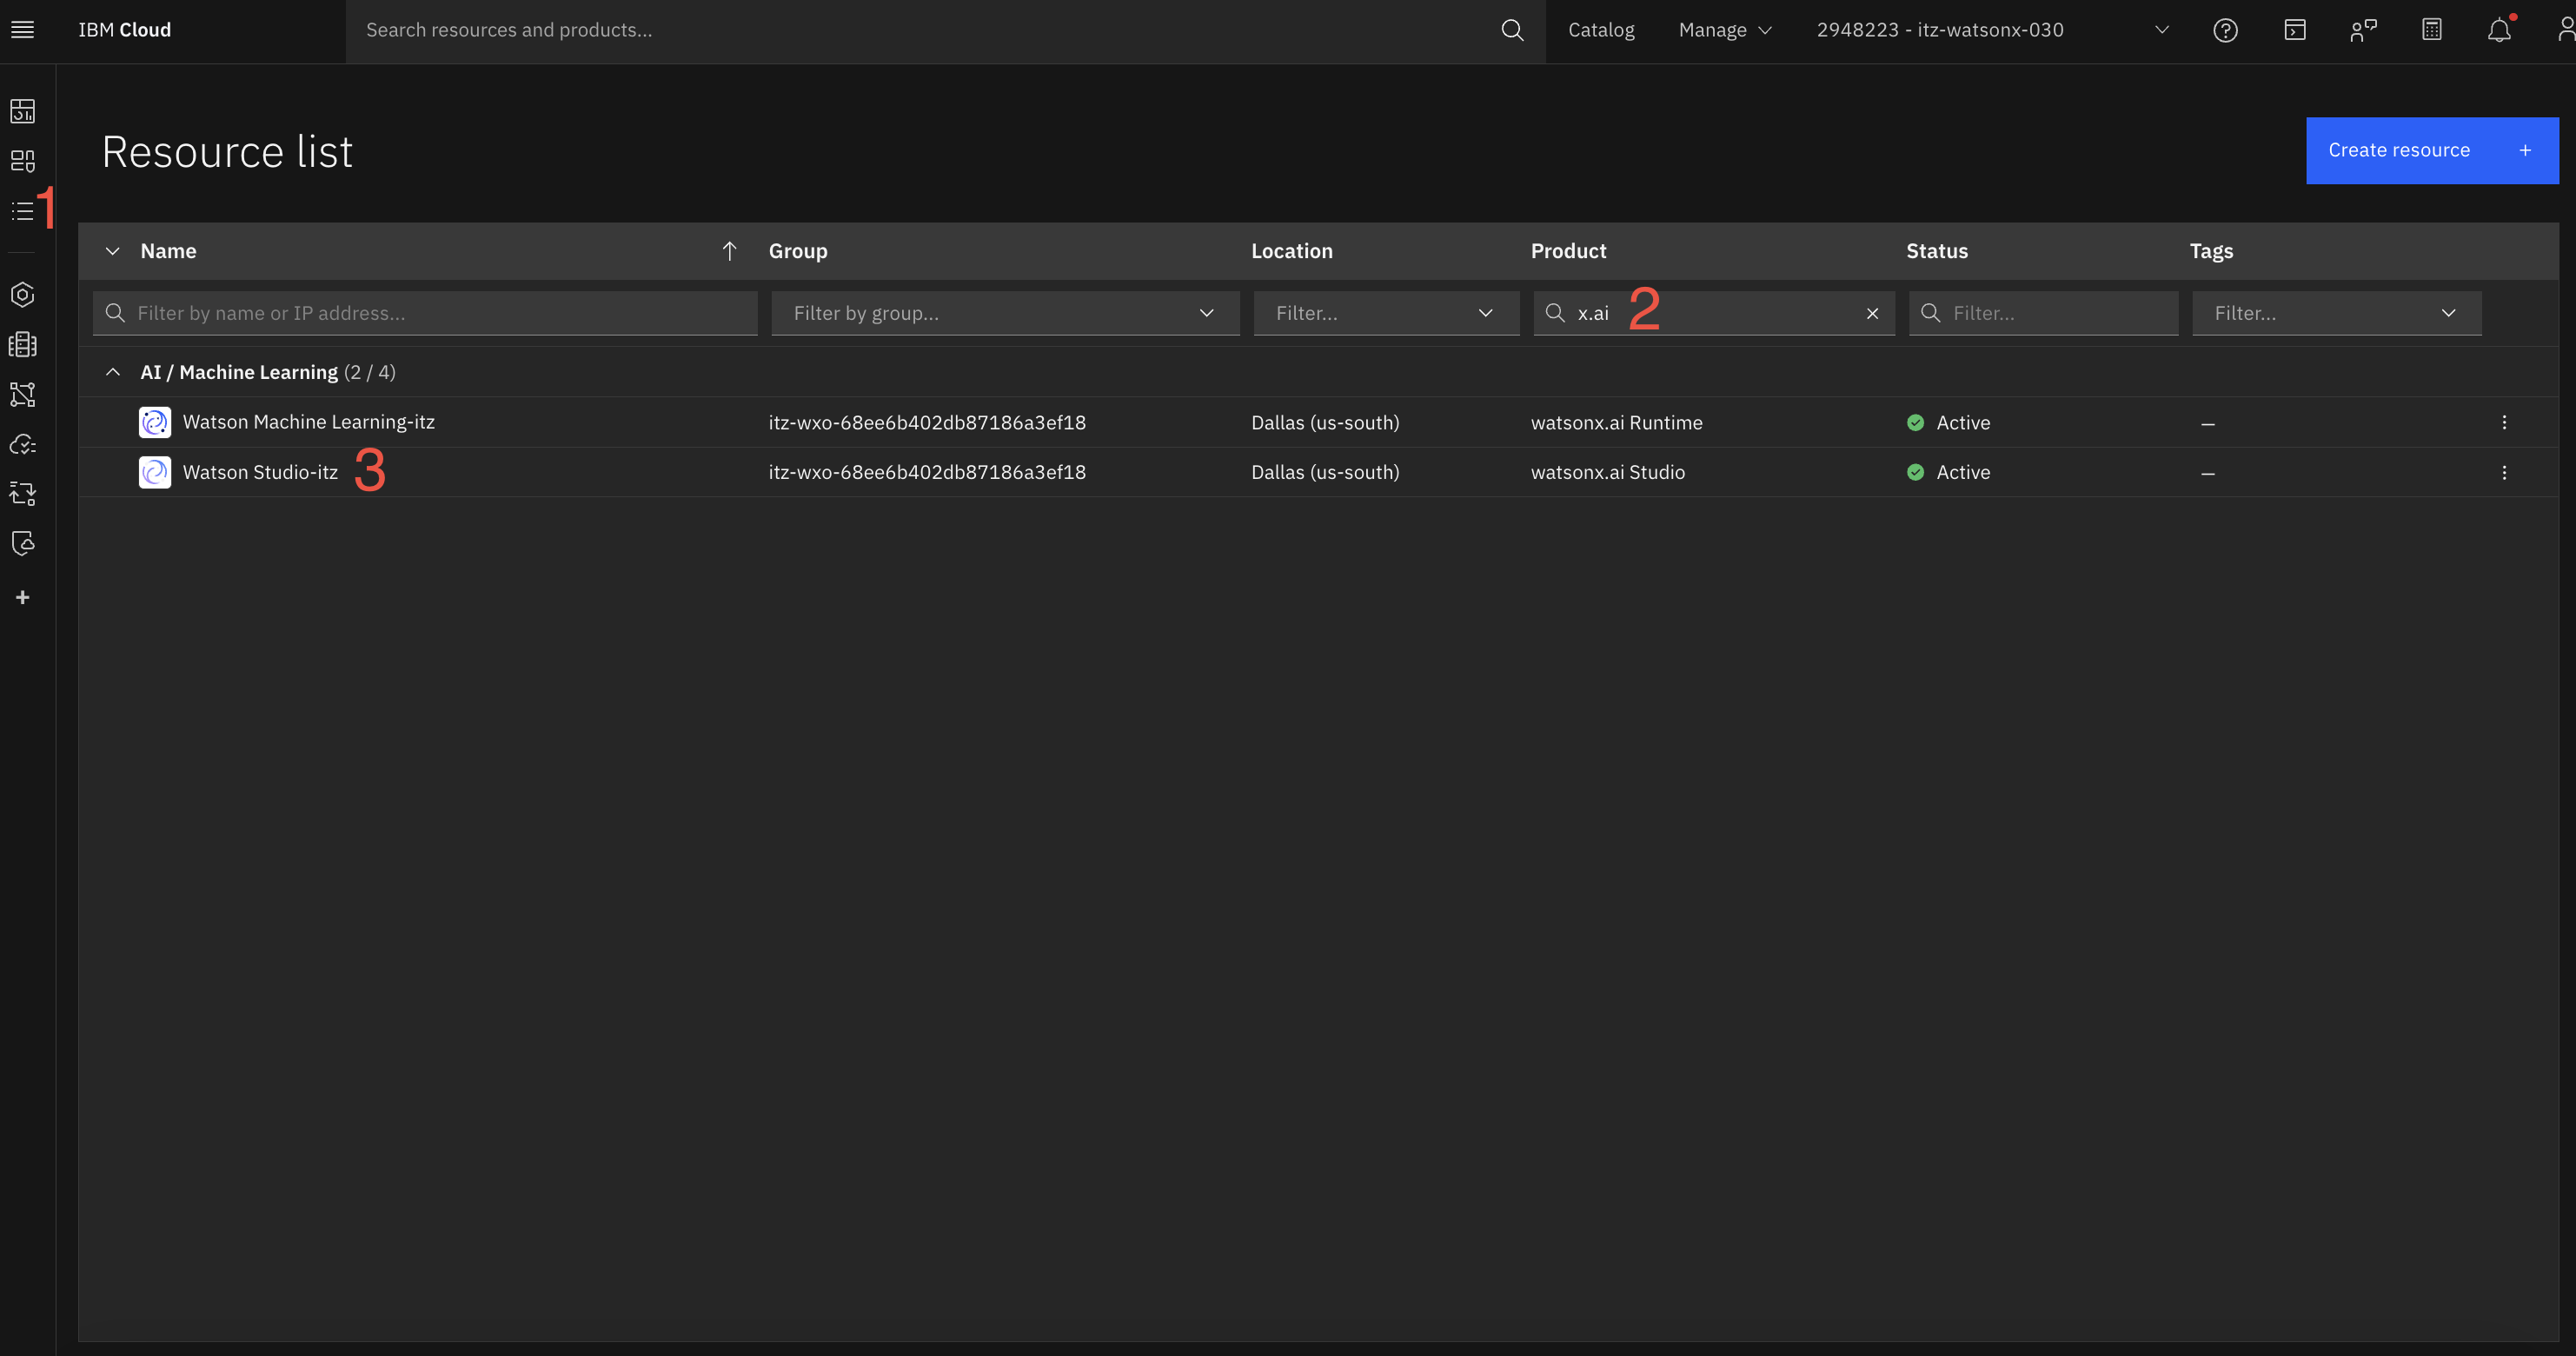 IBM Cloud
Search resources and products...
Catalog
Manage
2948223 - itz-watsonx-030
1
Resource list
Create resource +
Name Group Location Product Status Tags
Filter by name or IP address... Filter by group... Filter... x.ai 2 Filter... Filter...
AI / Machine Learning (2 / 4)
Watson Machine Learning-itz itz-wxo-68ee6b402db87186a3ef18 Dallas (us-south) watsonx.ai Runtime Active –
Watson Studio-itz 3 itz-wxo-68ee6b402db87186a3ef18 Dallas (us-south) watsonx.ai Studio Active –